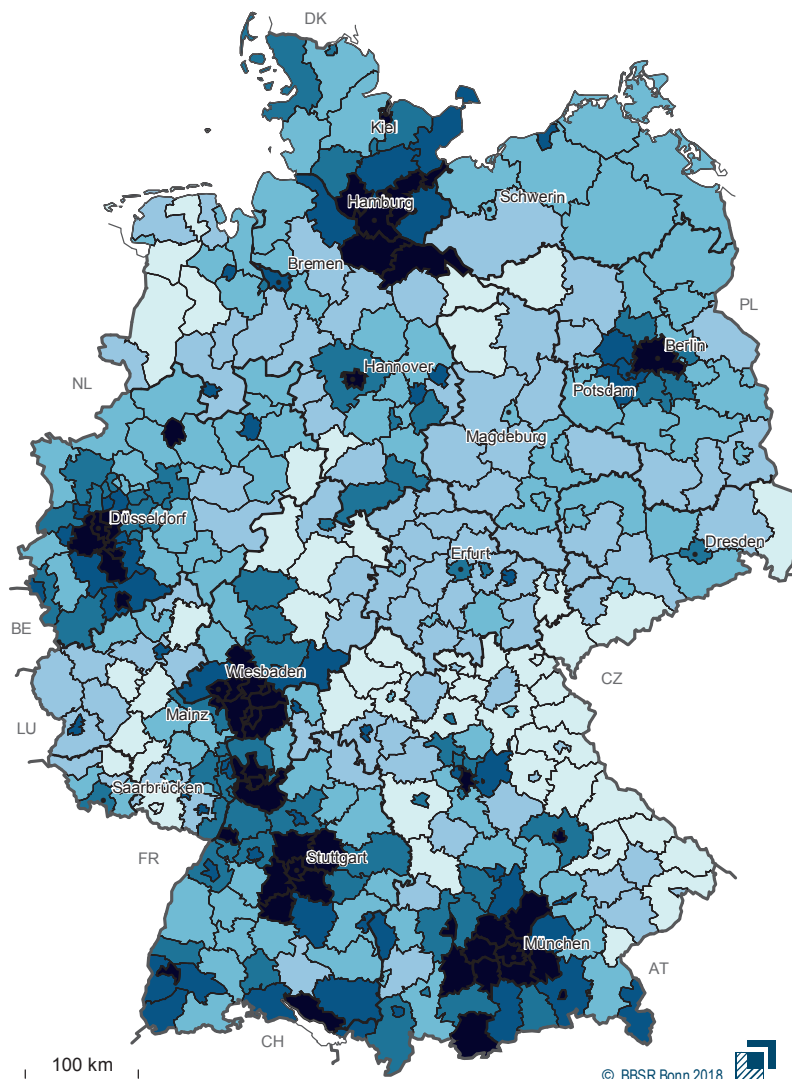 DK
Kiel
Hamburg
Schwerin
Bremen
PL
Berlin
Hannover
NL
Potsdam
Magdeburg
Düsseldorf
Dresden
Erfurt
BE
Wiesbaden
CZ
Mainz
LU
Saarbrücken
FR
Stuttgart
München
AT
CH
100 km
© BBSR Bonn 2018